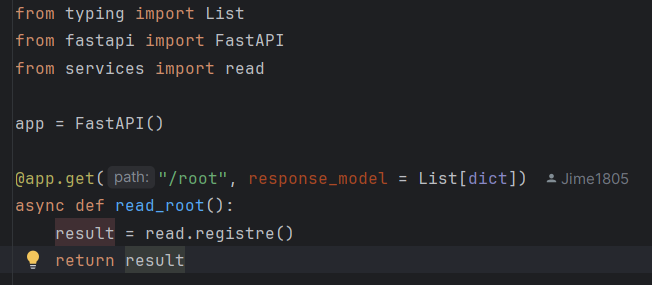 from typing import List
from fastapi import FastAPI
from services import read
app = FastAPI()
@app.get( path: "/root", response_model = List[dict]) Jime1805
async def read_root():
result = read.registre()
return result